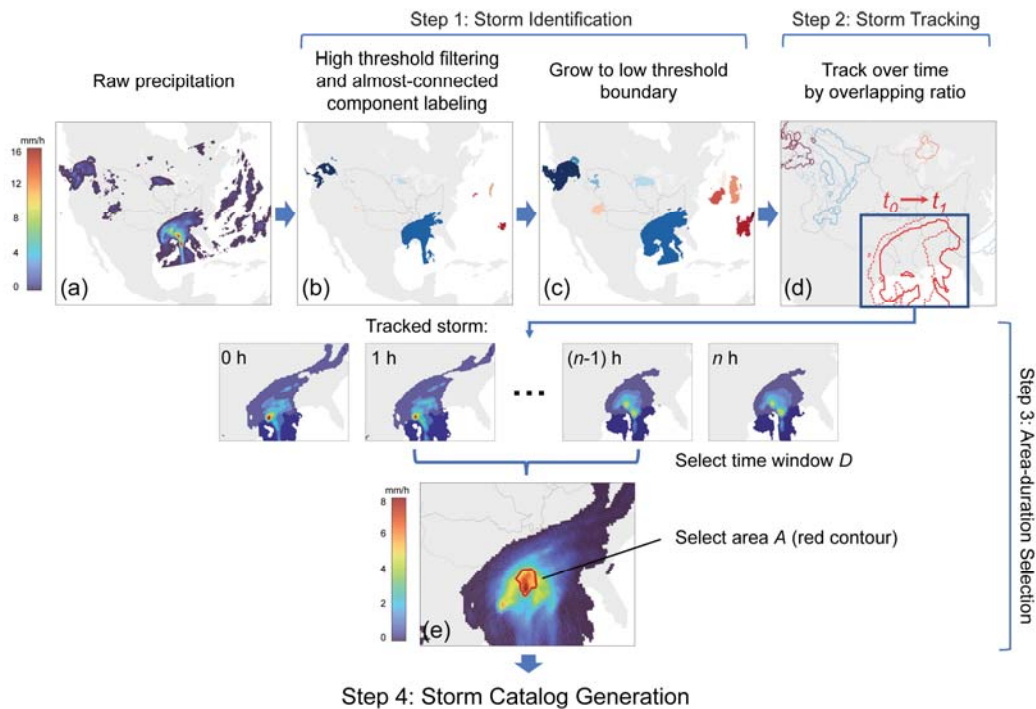 Step 1: Storm Identification
Step 2: Storm Tracking
Raw precipitation
High threshold filtering
and almost-connected
component labeling
Grow to low threshold
boundary
Track over time
by overlapping ratio
mm/h
16
12
8
4
0
(a)
(b)
(c)
t0 → t1
(d)
Tracked storm:
0 h
1 h
...
(n-1) h
n h
Select time window D
mm/h
8
6
4
2
0
Select area A (red contour)
(e)
Step 3: Area-duration
Selection
Step 4: Storm Catalog Generation